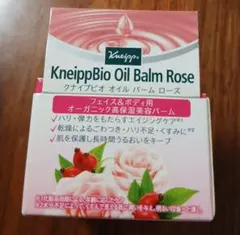 Kneipp®
KneippBio Oil Balm Rose
クナイプビオ オイル バーム ローズ
フェイス&ボディ用
オーガニック高保湿美容バーム
✓ハリ・弾力をもたらすエイジングケア※1
✓乾燥によるごわつき・ハリ不足・くすみに※2
✓肌を保護し長時間うるおいをキープ